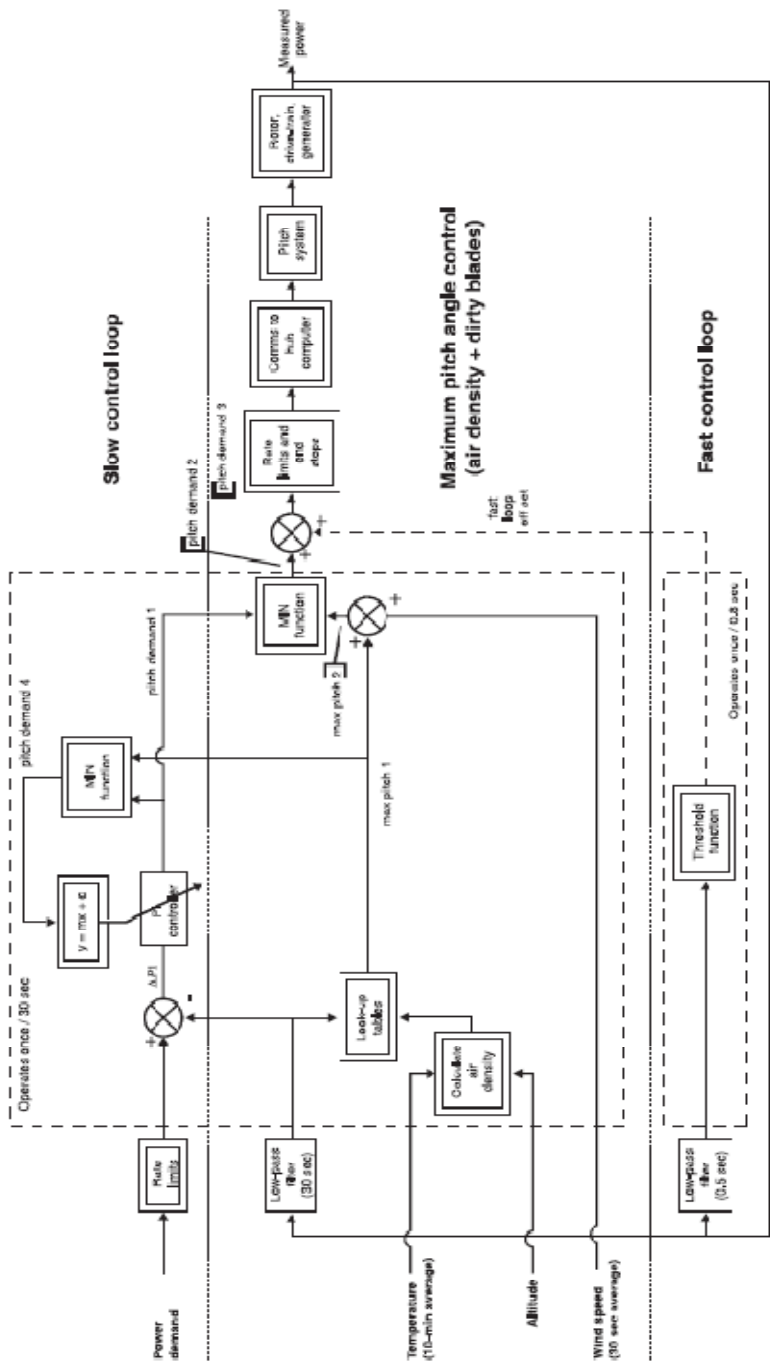 Slow control loop
Maximum pitch angle control
(air density + dirty blades)
Fast control loop
Power
demand
Rate
limits
Operates once / 30 sec
+
-
ΔP1
PI
controller
y = mx + c
MIN
function
pitch demand 4
pitch demand 1
pitch demand 2
pitch demand 3
Low-pass
filter
(30 sec)
Look-up
tables
max pitch 1
max pitch 2
+
+
MIN
function
+
+
Rate
limits and
end
stops
Comms to
hub
computer
Pitch
system
Rotor,
drivetrain,
generator
Measured
power
Temperature
(10-min average)
Altitude
Calculate
air
density
Wind speed
(30 sec average)
fast
loop
off set
Low-pass
filter
(0.5 sec)
Threshold
function
Operates once / 0.8 sec